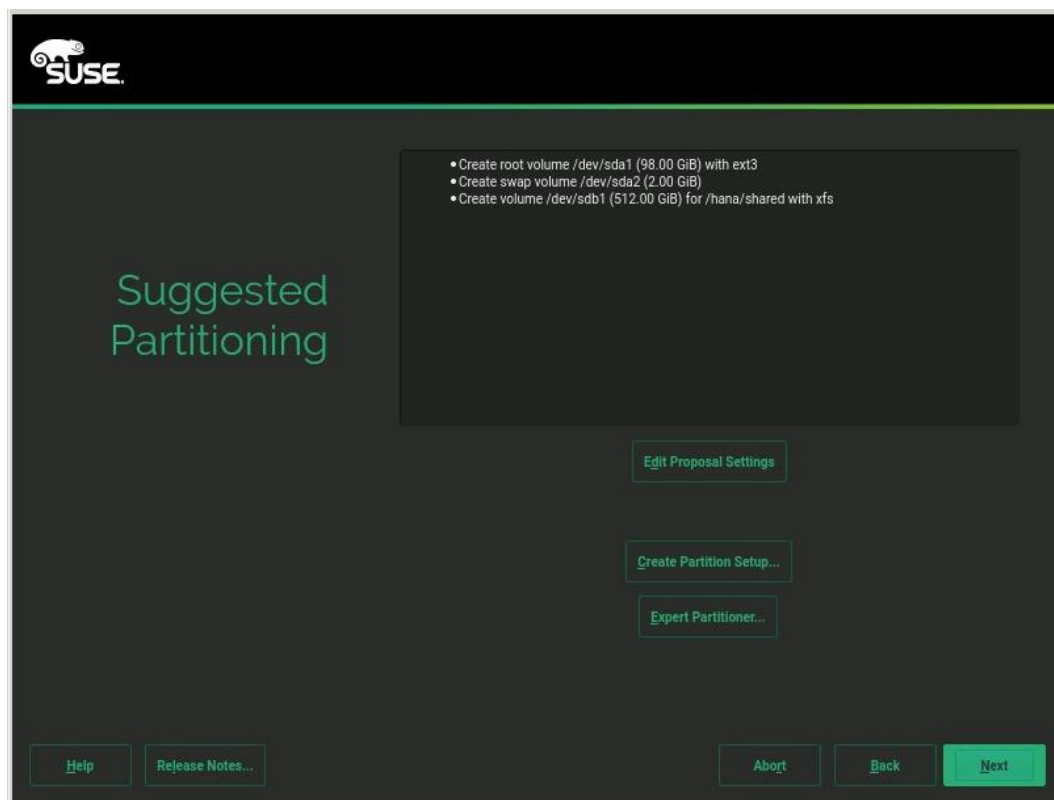 SUSE.
• Create root volume /dev/sda1 (98.00 GiB) with ext3
• Create swap volume /dev/sda2 (2.00 GiB)
• Create volume /dev/sdb1 (512.00 GiB) for /hana/shared with xfs
Suggested
Partitioning
Edit Proposal Settings
Create Partition Setup...
Expert Partitioner...
Help
Release Notes...
Abort
Back
Next